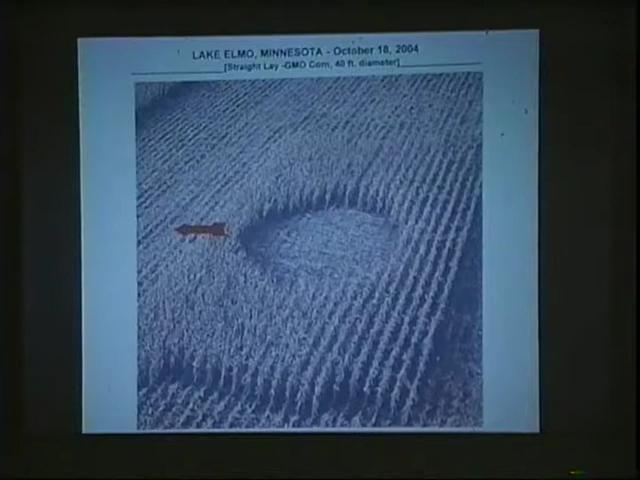 LAKE ELMO, MINNESOTA - October 18, 2004
[Straight Lay -GMO Corn, 40 ft. diameter]